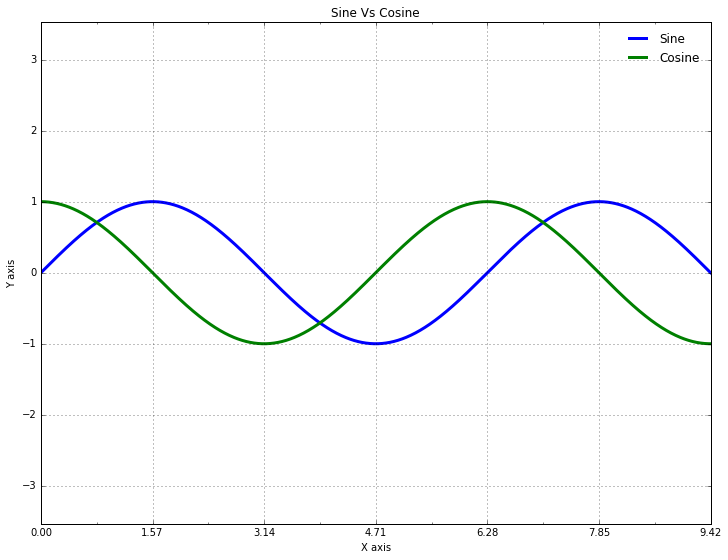 Sine Vs Cosine
Sine
Cosine
3
2
1
0
−1
−2
−3
Y axis
0.00 1.57 3.14 4.71 6.28 7.85 9.42
X axis